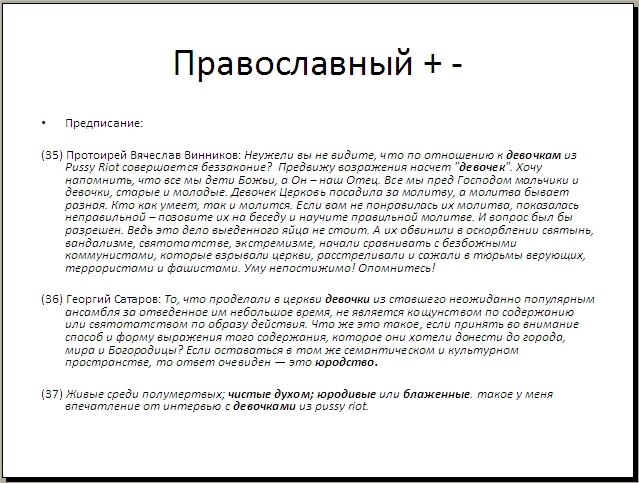 Православный + -
• Предписание:
(35) Протоирей Вячеслав Винников: Неужели вы не видите, что по отношению к девочкам из
Pussy Riot совершается беззаконие? Предвижу возражения насчет "девочек". Хочу
напомнить, что все мы дети Божьи, а Он – наш Отец. Все мы пред Господом мальчики и
девочки, старые и молодые. Девочек Церковь посадила за молитву, а молитва бывает
разная. Кто как умеет, так и молится. Если вам не понравилась их молитва, показалась
неправильной – позовите их на беседу и научите правильной молитве. И вопрос был бы
разрешен. Ведь это дело выеденного яйца не стоит. А их обвинили в оскорблении святынь,
вандализме, святотатстве, экстремизме, начали сравнивать с безбожными
коммунистами, которые взрывали церкви, расстреливали и сажали в тюрьмы верующих,
террористами и фашистами. Уму непостижимо! Опомнитесь!
(36) Георгий Сатаров: То, что проделали в церкви девочки из ставшего неожиданно популярным
ансамбля за отведенное им небольшое время, не является кощунством по содержанию
или святотатством по образу действия. Что же это такое, если принять во внимание
способ и форму выражения того содержания, которое они хотели донести до города,
мира и Богородицы? Если оставаться в том же семантическом и культурном
пространстве, то ответ очевиден — это юродство.
(37) Живые среди полумертвых; чистые духом; юродивые или блаженные. такое у меня
впечатление от интервью с девочками из pussy riot.